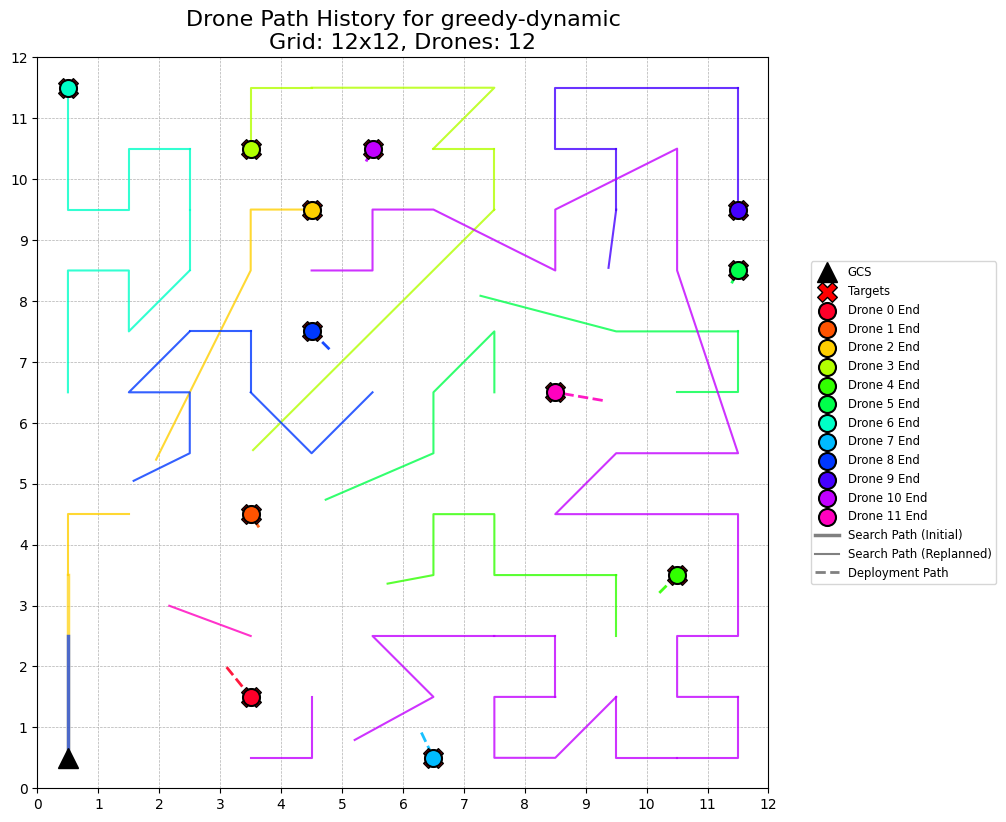 Drone Path History for greedy-dynamic
Grid: 12x12, Drones: 12
12
11
10
9
8
7
6
5
4
3
2
1
0
0 1 2 3 4 5 6 7 8 9 10 11 12
GCS
Targets
Drone 0 End
Drone 1 End
Drone 2 End
Drone 3 End
Drone 4 End
Drone 5 End
Drone 6 End
Drone 7 End
Drone 8 End
Drone 9 End
Drone 10 End
Drone 11 End
Search Path (Initial)
Search Path (Replanned)
Deployment Path